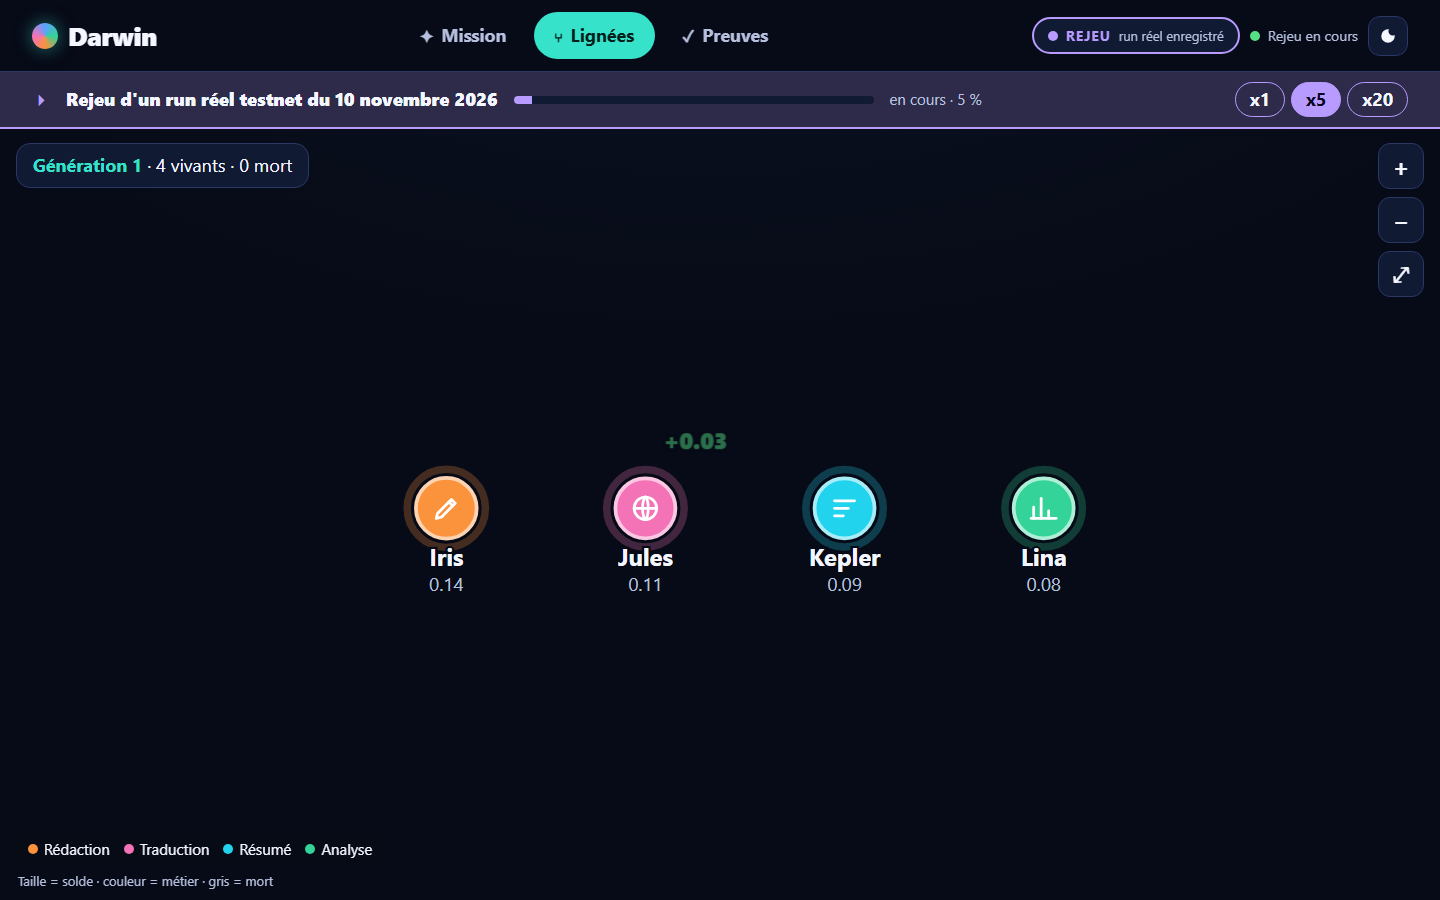 Darwin
Mission
Lignées
Preuves
REJEU run réel enregistré
Rejeu en cours
Rejeu d'un run réel testnet du 10 novembre 2026
en cours · 5 %
x1
x5
x20
Génération 1 · 4 vivants · 0 mort
+
−
+0.03
Iris
0.14
Jules
0.11
Kepler
0.09
Lina
0.08
Rédaction
Traduction
Résumé
Analyse
Taille = solde · couleur = métier · gris = mort